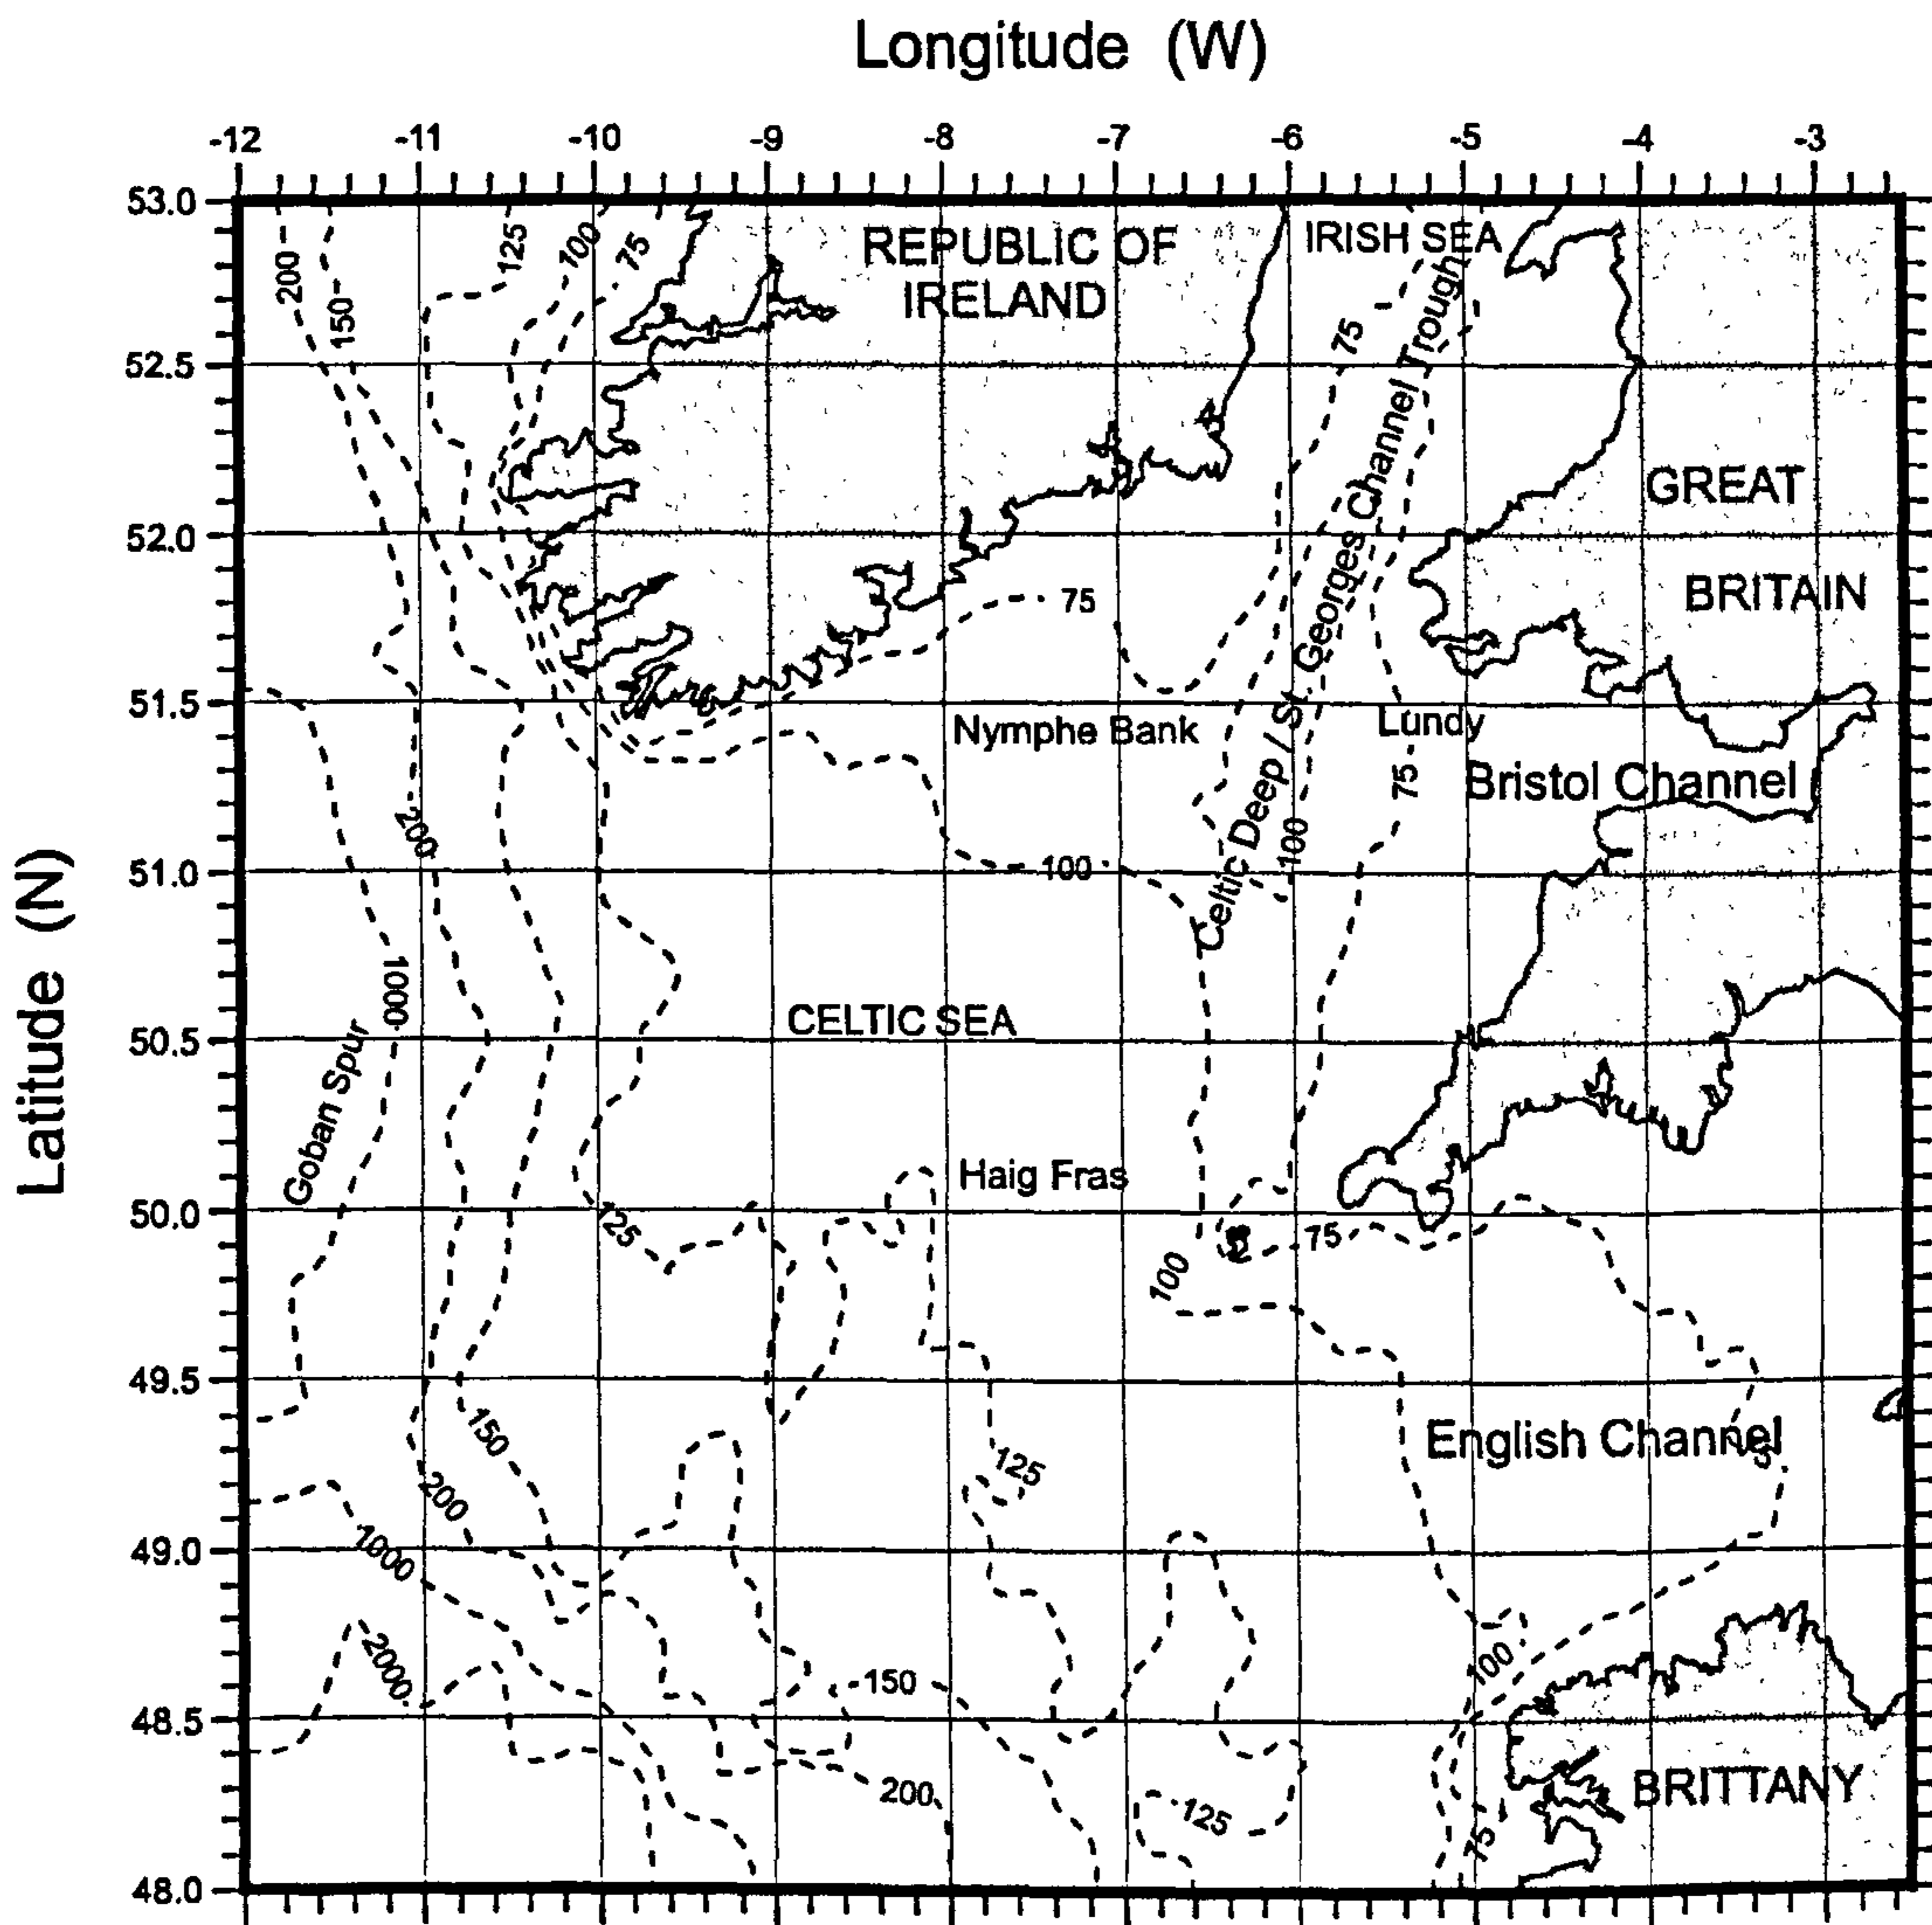 Longitude (W)
-12 -11 -10 -9 -8 -7 -6 -5 -4 -3
53.0
REPUBLIC OF
IRELAND
IRISH SEA
200
150
125
100
75
75
52.5
Celtic Deep / St. Georges Channel Trough
GREAT
52.0
BRITAIN
75
51.5
Nymphe Bank
Lundy
75
Bristol Channel
200
100
51.0
100
Latitude (N)
1000
CELTIC SEA
50.5
Goban Spur
Haig Fras
50.0
125
75
100
49.5
150
English Channel
125
200
49.0
1000
2000
100
150
48.5
200
125
BRITTANY
75
48.0